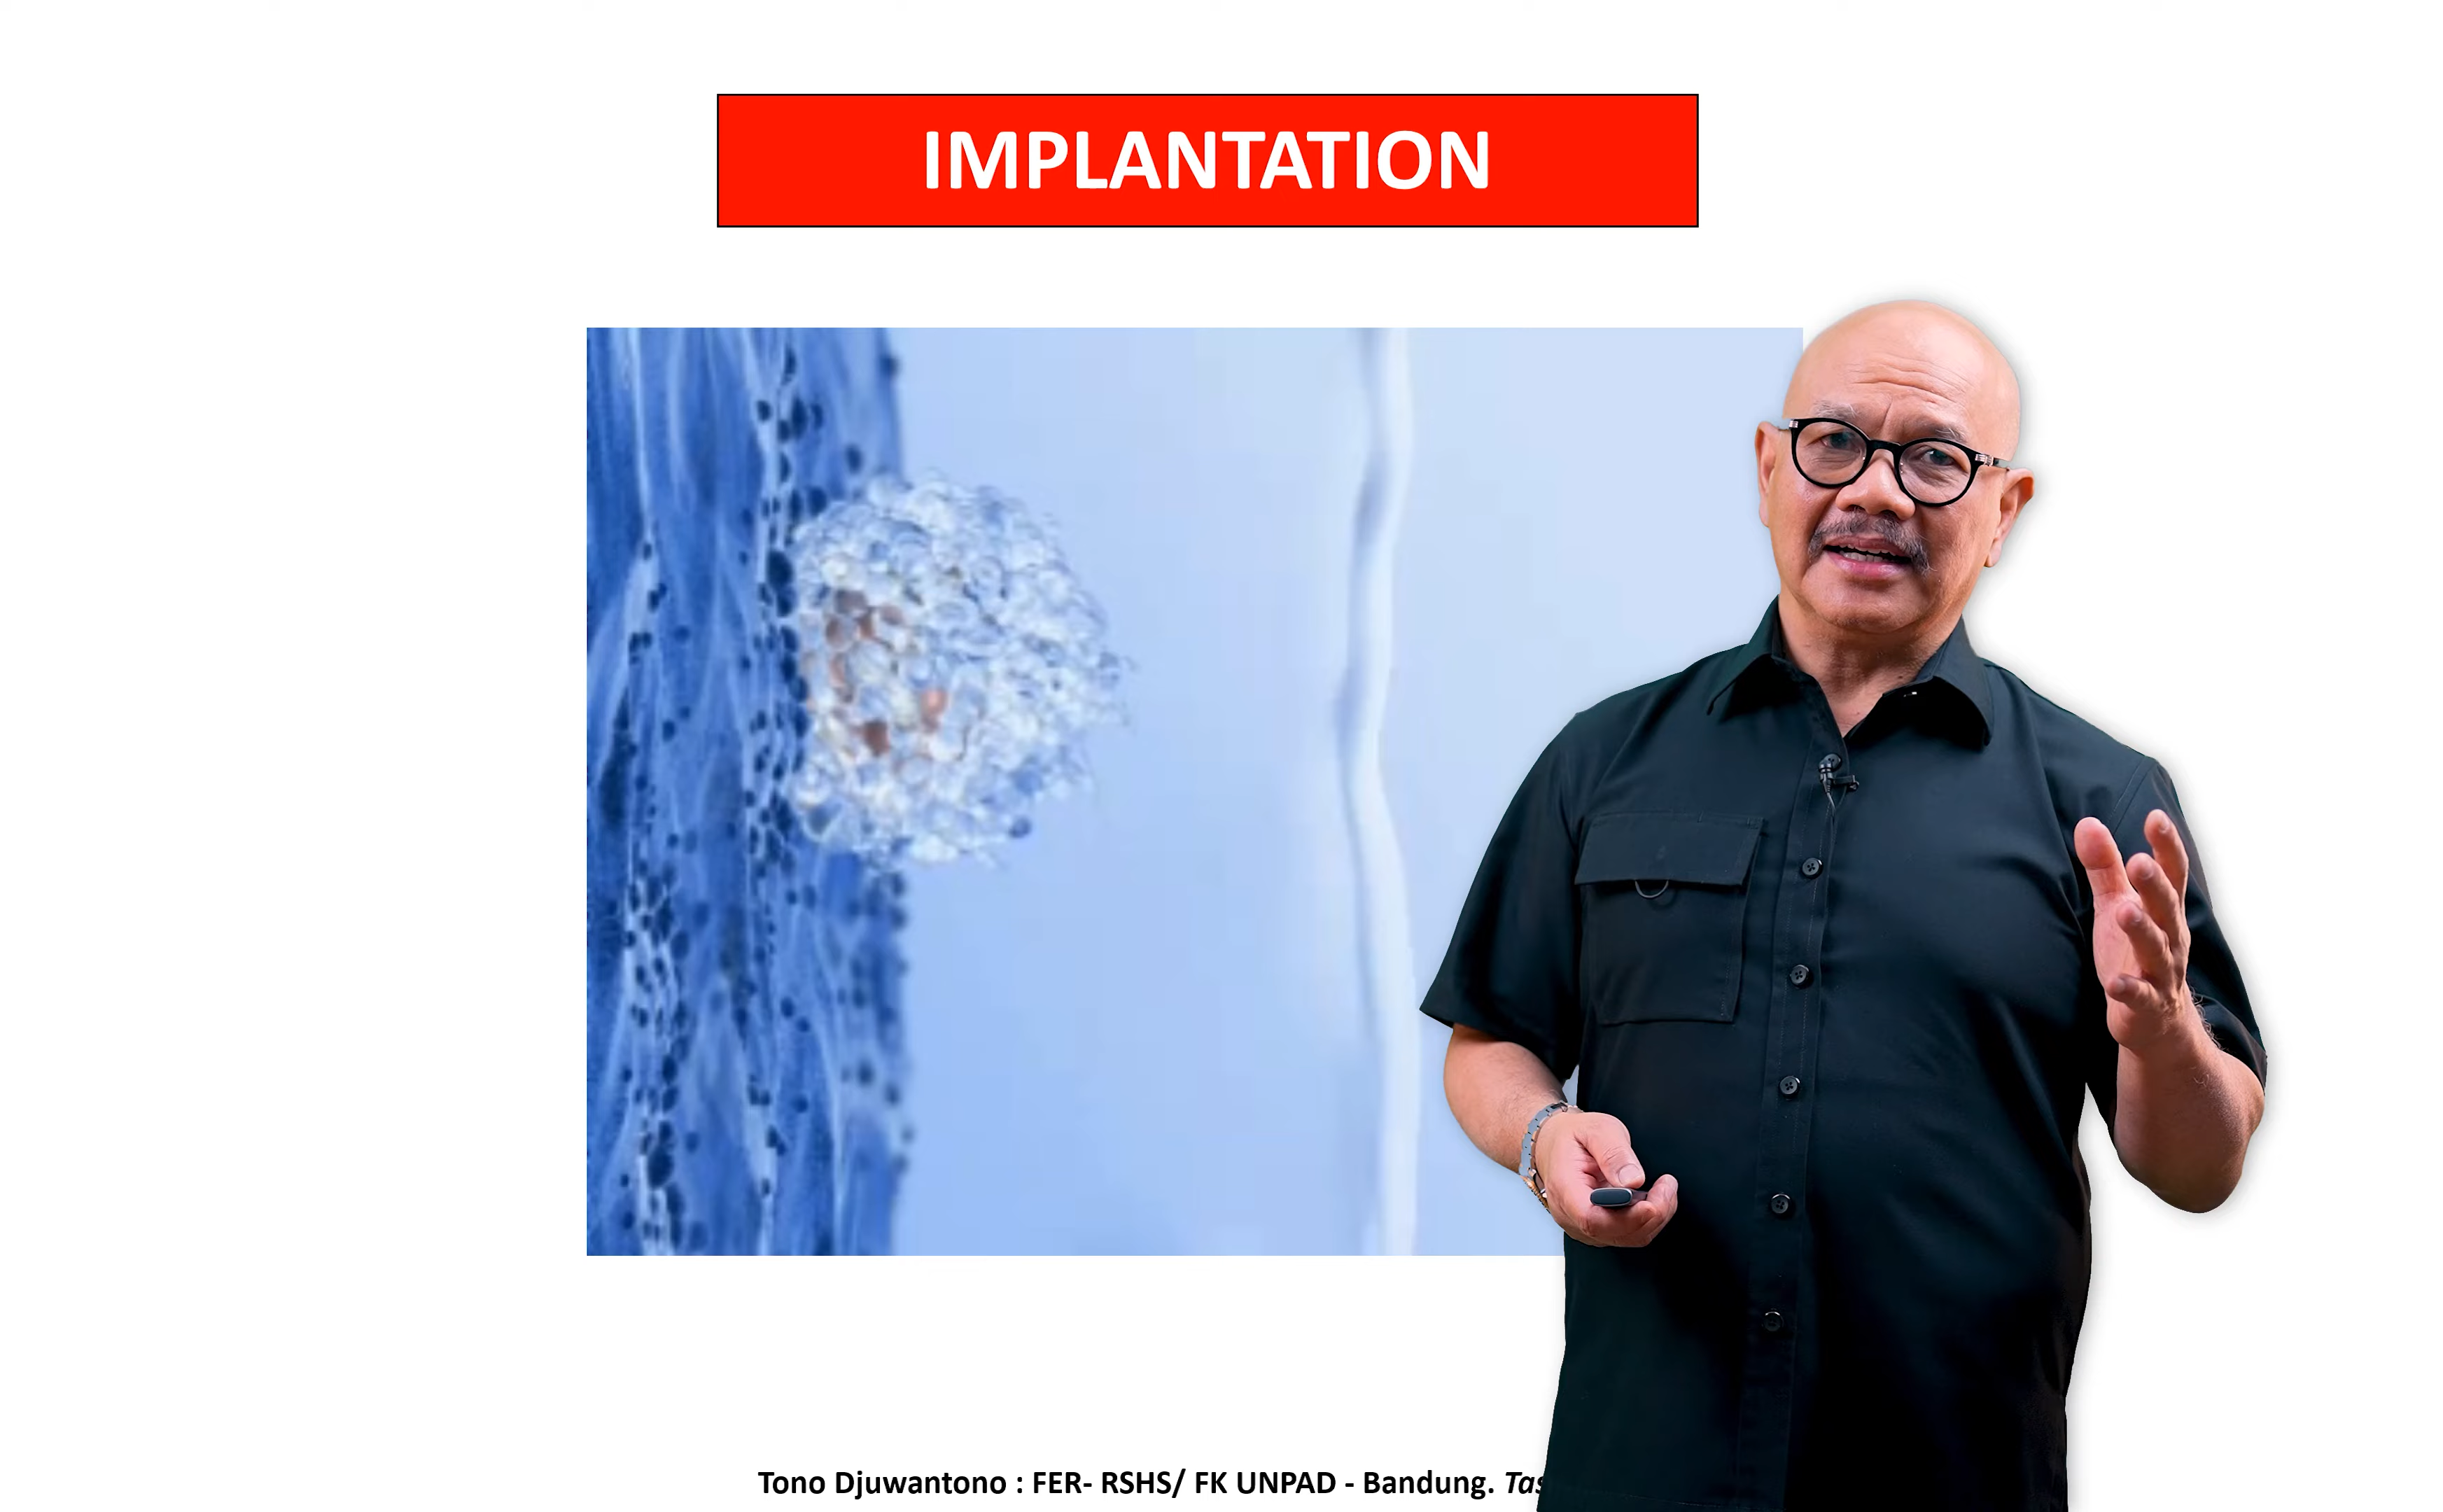 IMPLANTATION
Tono Djuwantono : FER- RSHS/ FK UNPAD - Bandung.